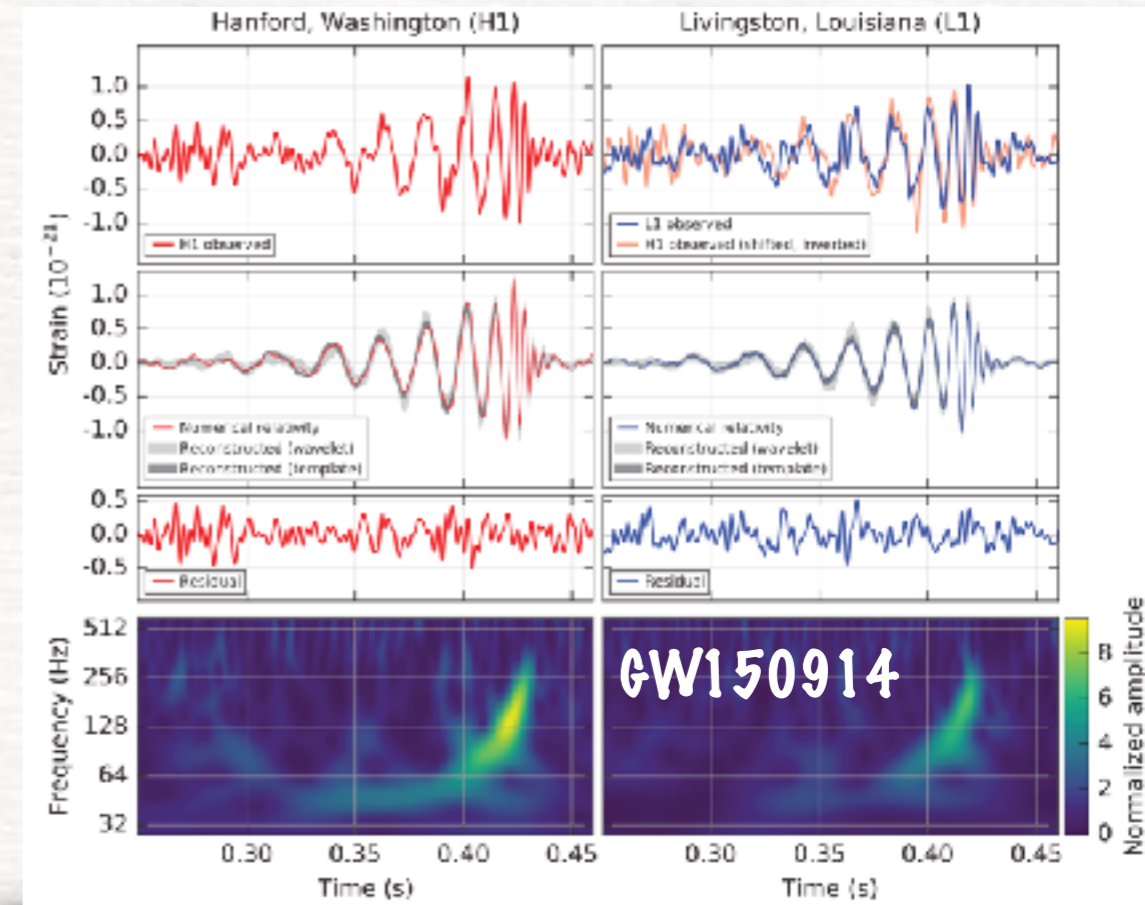 Hanford, Washington (H1)
Livingston, Louisiana (L1)
Strain (10⁻²¹)
1.0
0.5
0.0
-0.5
-1.0
H1 observed
L1 observed
H1 observed (shifted, inverted)
1.0
0.5
0.0
-0.5
-1.0
Numerical relativity
Reconstructed (wavelet)
Reconstructed (template)
Numerical relativity
Reconstructed (wavelet)
Reconstructed (template)
0.5
0.0
-0.5
Residual
Residual
Frequency (Hz)
512
256
128
64
32
GW150914
8
6
4
2
0
Normalized amplitude
0.30 0.35 0.40 0.45
0.30 0.35 0.40 0.45
Time (s)
Time (s)